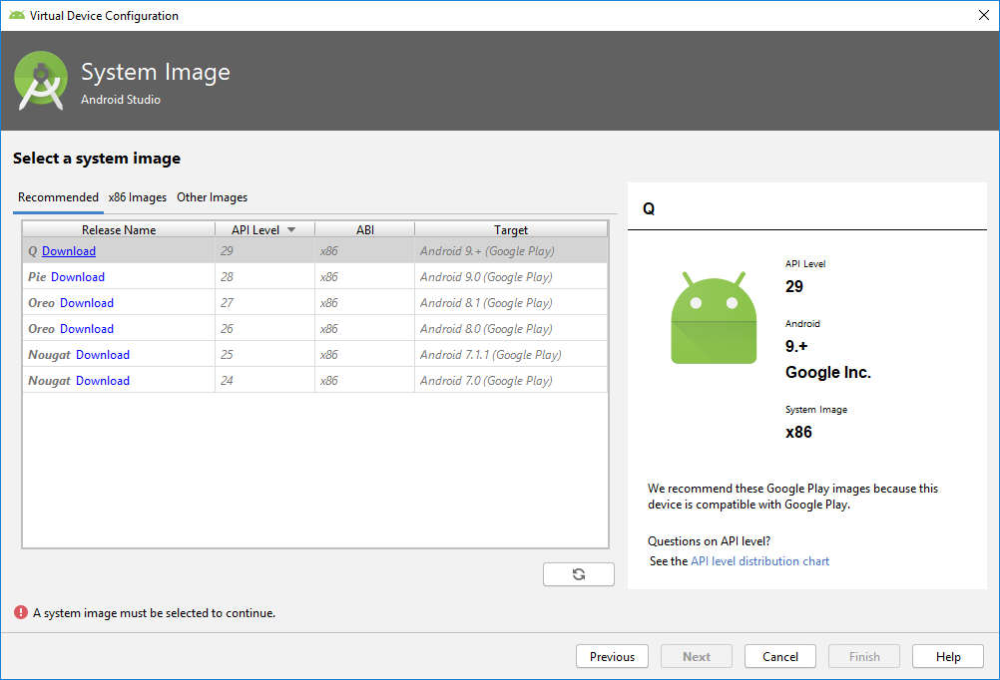 Virtual Device Configuration
System Image
Android Studio
Select a system image
Recommended x86 Images Other Images
Release Name API Level ABI Target
Q Download 29 x86 Android 9.+ (Google Play)
Pie Download 28 x86 Android 9.0 (Google Play)
Oreo Download 27 x86 Android 8.1 (Google Play)
Oreo Download 26 x86 Android 8.0 (Google Play)
Nougat Download 25 x86 Android 7.1.1 (Google Play)
Nougat Download 24 x86 Android 7.0 (Google Play)
Q
API Level
29
Android
9.+
Google Inc.
System Image
x86
We recommend these Google Play images because this
device is compatible with Google Play.
Questions on API level?
See the API level distribution chart
A system image must be selected to continue.
Previous Next Cancel Finish Help